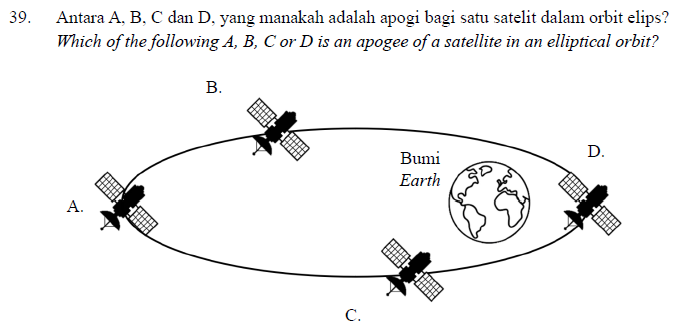 39. Antara A, B, C dan D, yang manakah adalah apogi bagi satu satelit dalam orbit elips?
Which of the following A, B, C or D is an apogee of a satellite in an elliptical orbit?
B.
Bumi
Earth
D.
A.
C.